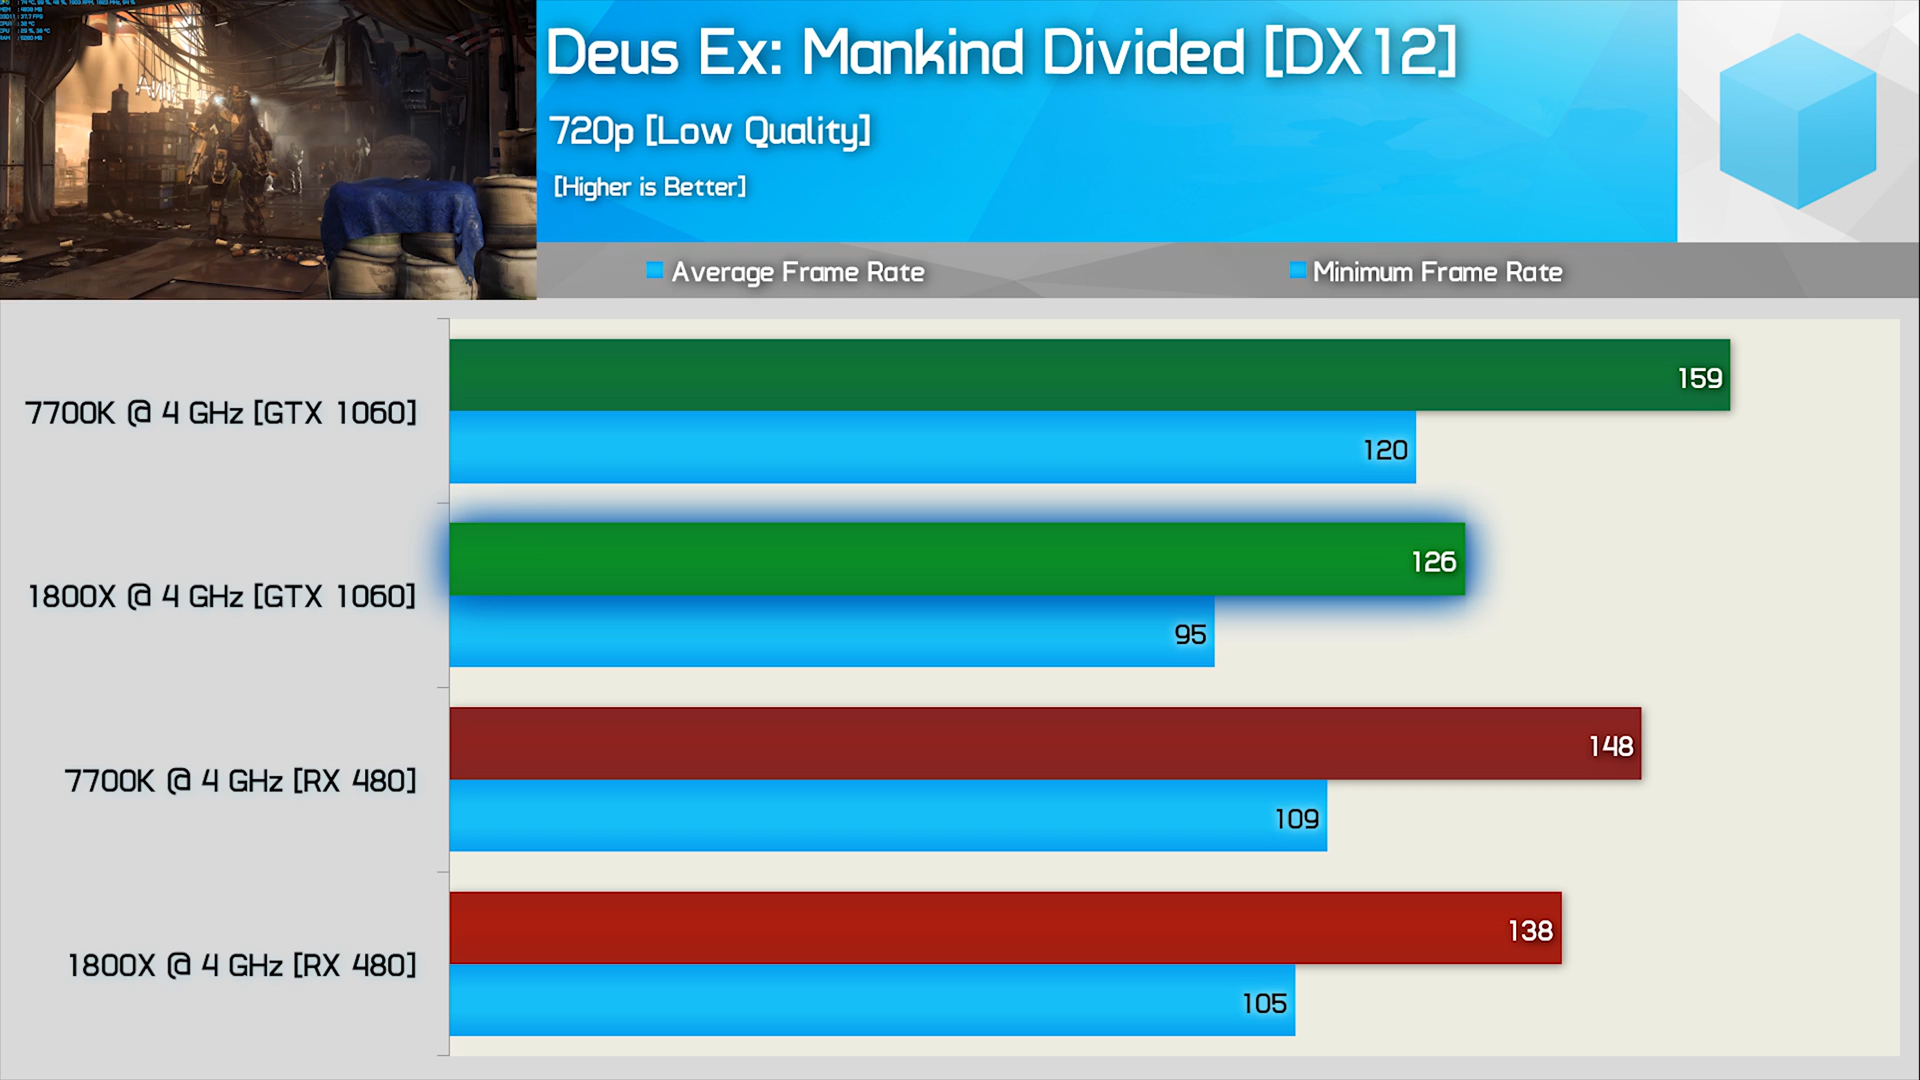 Deus Ex: Mankind Divided [DX12]
720p [Low Quality]
[Higher is Better]
Average Frame Rate
Minimum Frame Rate
7700K @ 4 GHz [GTX 1060]
159
120
1800X @ 4 GHz [GTX 1060]
126
95
7700K @ 4 GHz [RX 480]
148
109
1800X @ 4 GHz [RX 480]
138
105